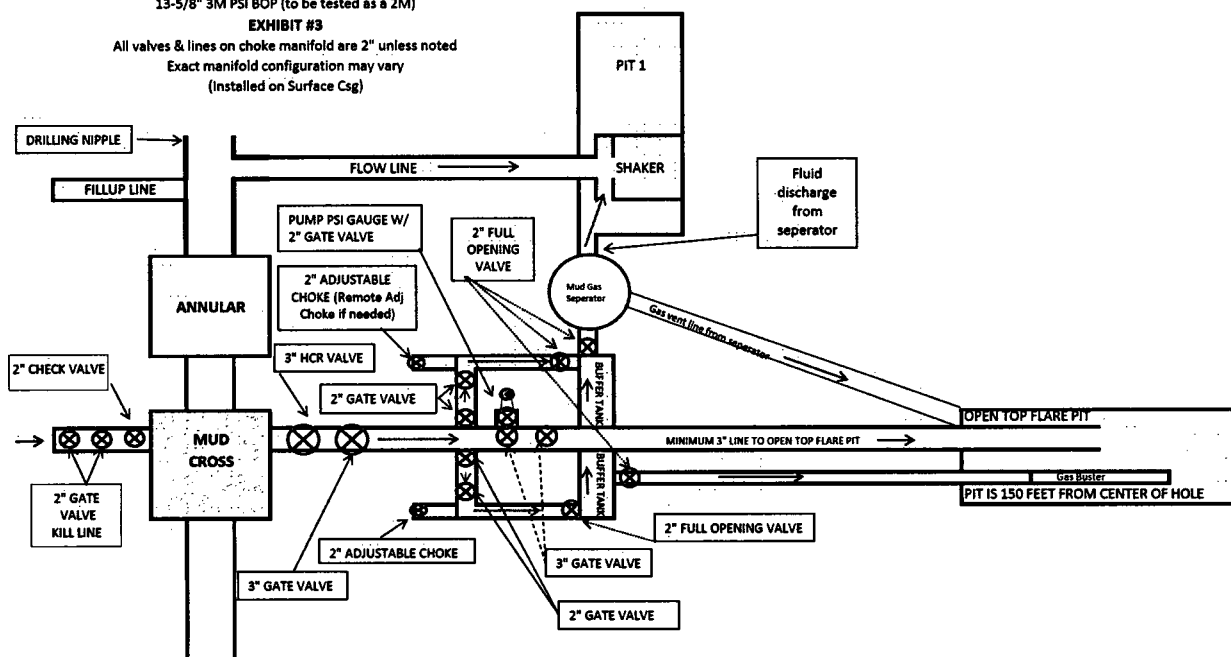 13-5/8" 3M PSI BOP (to be tested as a 2M)
EXHIBIT #3
All valves & lines on choke manifold are 2" unless noted
Exact manifold configuration may vary
(Installed on Surface Csg)
PIT 1
DRILLING NIPPLE
FLOW LINE
SHAKER
FILLUP LINE
Fluid
discharge
from
seperator
PUMP PSI GAUGE W/
2" GATE VALVE
2" FULL
OPENING
VALVE
2" ADJUSTABLE
CHOKE (Remote Adj
Choke if needed)
Mud Gas
Seperator
Gas vent line from seperator
ANNULAR
3" HCR VALVE
2" CHECK VALVE
2" GATE VALVE
BUFFER TANK
OPEN TOP FLARE PIT
MUD
CROSS
MINIMUM 3" LINE TO OPEN TOP FLARE PIT
BUFFER TANK
Gas Buster
PIT IS 150 FEET FROM CENTER OF HOLE
2" GATE
VALVE
KILL LINE
2" FULL OPENING VALVE
2" ADJUSTABLE CHOKE
3" GATE VALVE
3" GATE VALVE
2" GATE VALVE